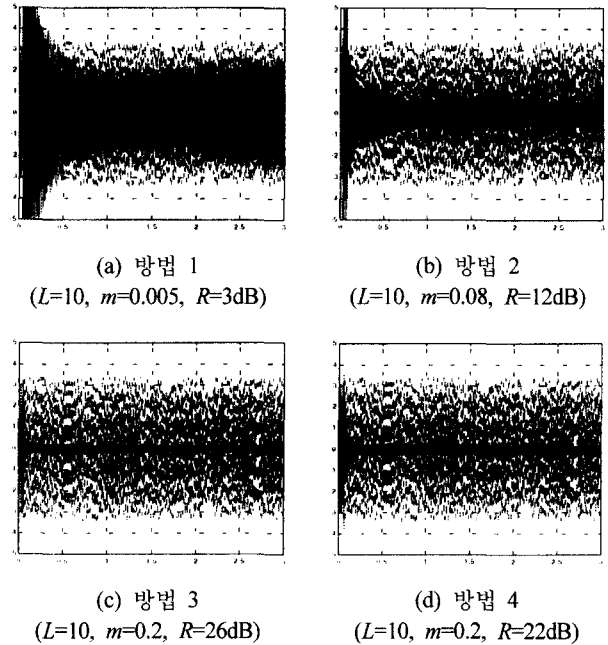 (a) 방법 1
(L=10, m=0.005, R=3dB)
(b) 방법 2
(L=10, m=0.08, R=12dB)
(c) 방법 3
(L=10, m=0.2, R=26dB)
(d) 방법 4
(L=10, m=0.2, R=22dB)